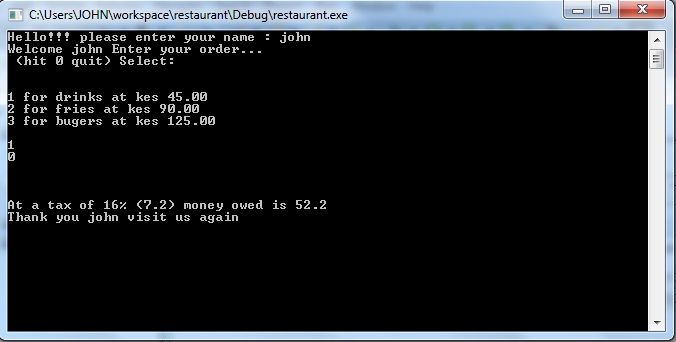 C:\Users\JOHN\workspace\restaurant\Debug\restaurant.exe
Hello!!! please enter your name : john
Welcome john Enter your order...
(hit 0 quit) Select:
1 for drinks at kes 45.00
2 for fries at kes 90.00
3 for bugers at kes 125.00
1
0
At a tax of 16% (7.2) money owed is 52.2
Thank you john visit us again